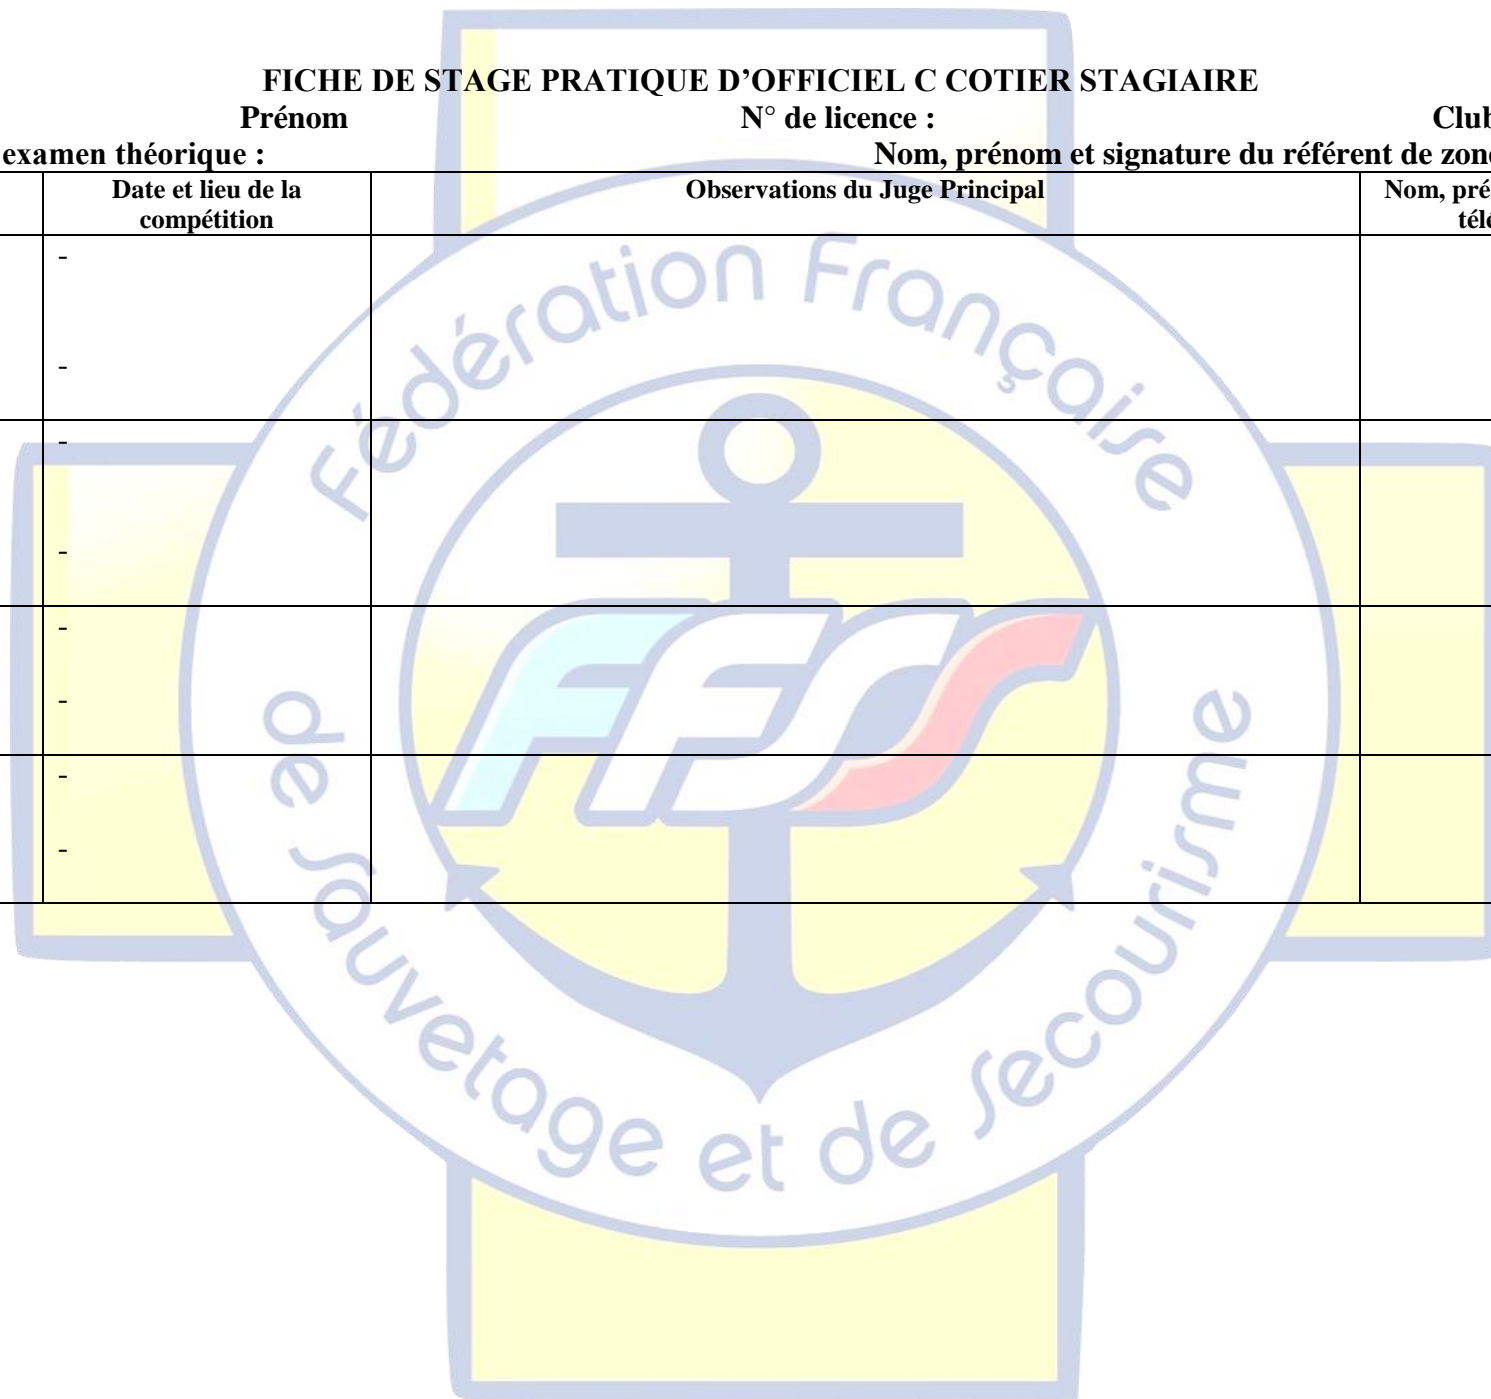 FICHE DE STAGE PRATIQUE D’OFFICIEL C COTIER STAGIAIRE
Prénom N° de licence : Club
examen théorique : Nom, prénom et signature du référent de zone
Date et lieu de la
compétition
Observations du Juge Principal
Nom, pré
télé
-
-
-
-
-
-
-
-
Fédération Française
FFSS
de Sauvetage et de Secourisme